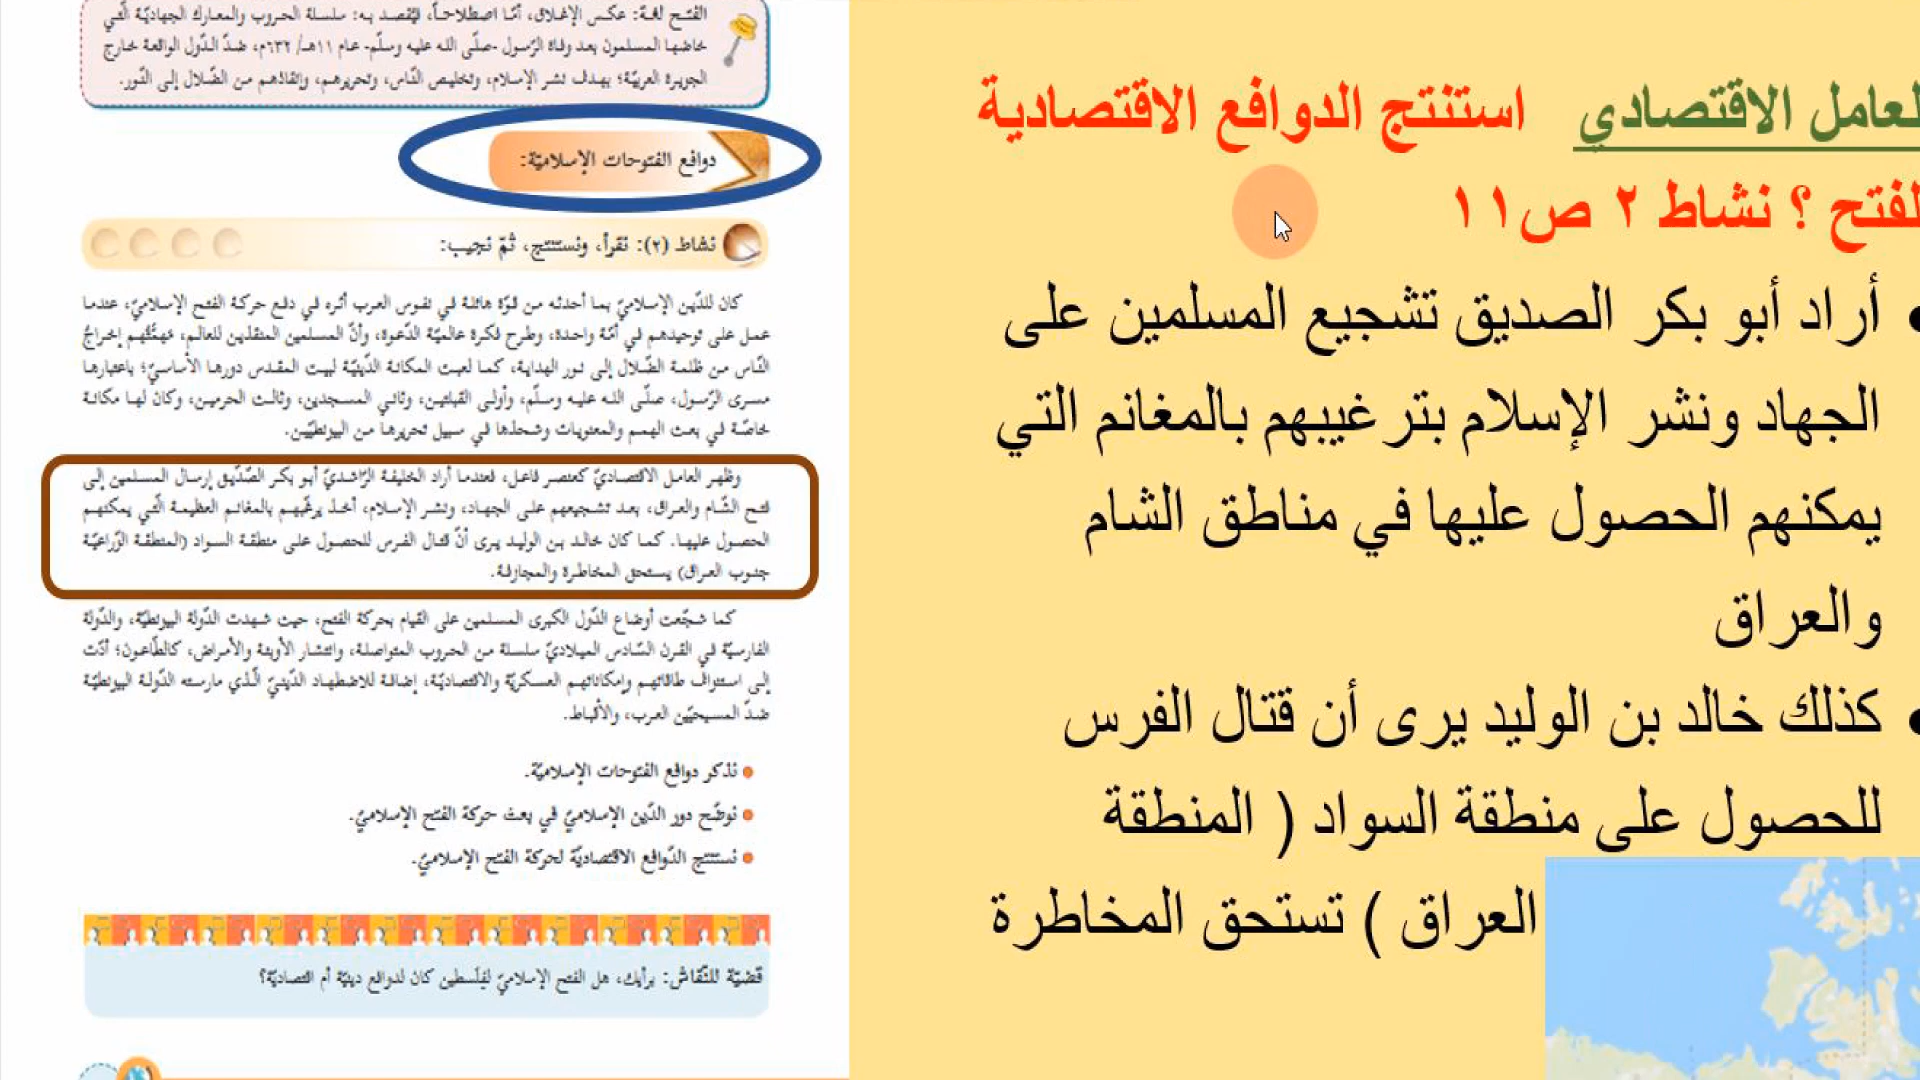 الفتح لغة: عكس الإغلاق، أمّا اصطلاحاً، فيُقصد به: سلسلة الحروب والمعارك الجهاديّة الّتي
خاضها المسلمون بعد وفاة الرّسول -صلّى الله عليه وسلّم- عام ١١هـ/ ٦٣٢م، ضدّ الدّول الواقعة خارج
الجزيرة العربيّة؛ بهدف نشر الإسلام، وتخليص النّاس، وتحريرهم، وإنقاذهم من الضّلال إلى النّور.
دوافع الفتوحات الإسلاميّة:
نشاط (٢): نقرأ، ونستنتج، ثمّ نجيب:
كان للدّين الإسلاميّ بما أحدثه من قوّة هائلة في نفوس العرب أثره في دفع حركة الفتح الإسلاميّ، عندما
عمل على توحيدهم في أمّة واحدة، وطرح فكرة عالميّة الدّعوة، وأنّ المسلمين المنقذين للعالم، مَهمّتُهم إخراجُ
النّاس من ظلمة الضّلال إلى نور الهداية، كما لعبت المكانة الدّينيّة لبيت المقدس دورها الأساسيّ؛ باعتبارها
مسرى الرّسول، صلّى الله عليه وسلّم، وأولى القبلتين، وثاني المسجدين، وثالث الحرمين، وكان لها مكانة
خاصّة في بعث الهمم والمعنويات وشحذها في سبيل تحريرها من البيزنطيّين.
وظهر العامل الاقتصاديّ كعنصر فاعل، فعندما أراد الخليفة الرّاشديّ أبو بكر الصّدّيق إرسال المسلمين إلى
فتح الشّام والعراق، بعد تشجيعهم على الجهاد، ونشر الإسلام، أخذ يرغّبهم بالمغانم العظيمة الّتي يمكنهم
الحصول عليها. كما كان خالد بن الوليد يرى أنّ قتال الفرس للحصول على منطقة السواد (المنطقة الزّراعيّة
جنوب العراق) يستحق المخاطرة والمجازفة.
كما شجّعت أوضاع الدّول الكبرى المسلمين على القيام بحركة الفتح، حيث شهدت الدّولة البيزنطيّة، والدّولة
الفارسيّة في القرن السّادس الميلاديّ سلسلة من الحروب المتواصلة، وانتشار الأوبئة والأمراض، كالطّاعون؛ أدّت
إلى استنزاف طاقاتهم وإمكاناتهم العسكريّة والاقتصاديّة، إضافة للاضطهاد الدّينيّ الّذي مارسته الدّولة البيزنطيّة
ضدّ المسيحيّين العرب، والأقباط.
نذكر دوافع الفتوحات الإسلاميّة.
نوضّح دور الدّين الإسلاميّ في بعث حركة الفتح الإسلاميّ.
نستنتج الدّوافع الاقتصاديّة لحركة الفتح الإسلاميّ.
قضيّة للنّقاش: برأيك، هل الفتح الإسلاميّ لفِلَسطين كان لدوافع دينيّة أم اقتصاديّة؟
لعامل الاقتصادي استنتج الدوافع الاقتصادية
لفتح ؟ نشاط ٢ ص١١
أراد أبو بكر الصديق تشجيع المسلمين على
الجهاد ونشر الإسلام بترغيبهم بالمغانم التي
يمكنهم الحصول عليها في مناطق الشام
والعراق
كذلك خالد بن الوليد يرى أن قتال الفرس
للحصول على منطقة السواد ( المنطقة
العراق ) تستحق المخاطرة